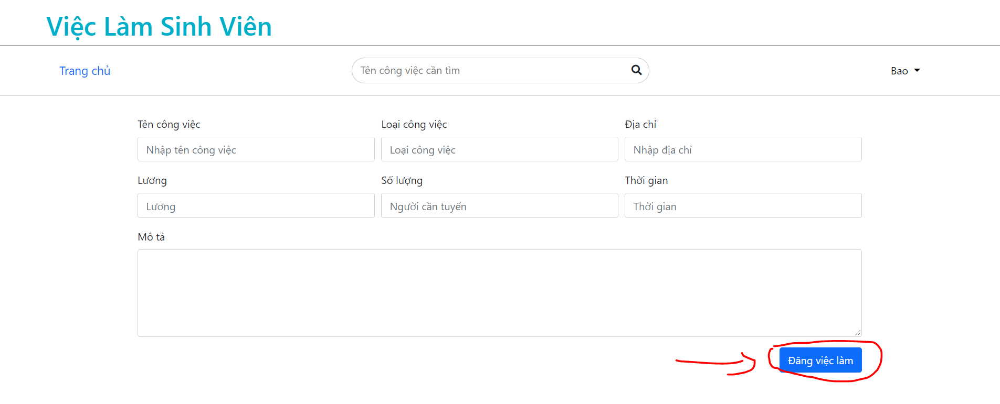 Việc Làm Sinh Viên
Trang chủ
Tên công việc cần tìm
Bao
Tên công việc Loại công việc Địa chỉ
Nhập tên công việc Loại công việc Nhập địa chỉ
Lương Số lượng Thời gian
Lương Người cần tuyển Thời gian
Mô tả
Đăng việc làm